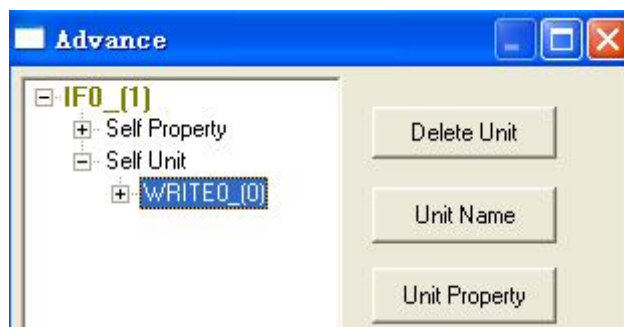 Advance
IF0_(1)
Self Property
Self Unit
WRITE0_(0)
Delete Unit
Unit Name
Unit Property